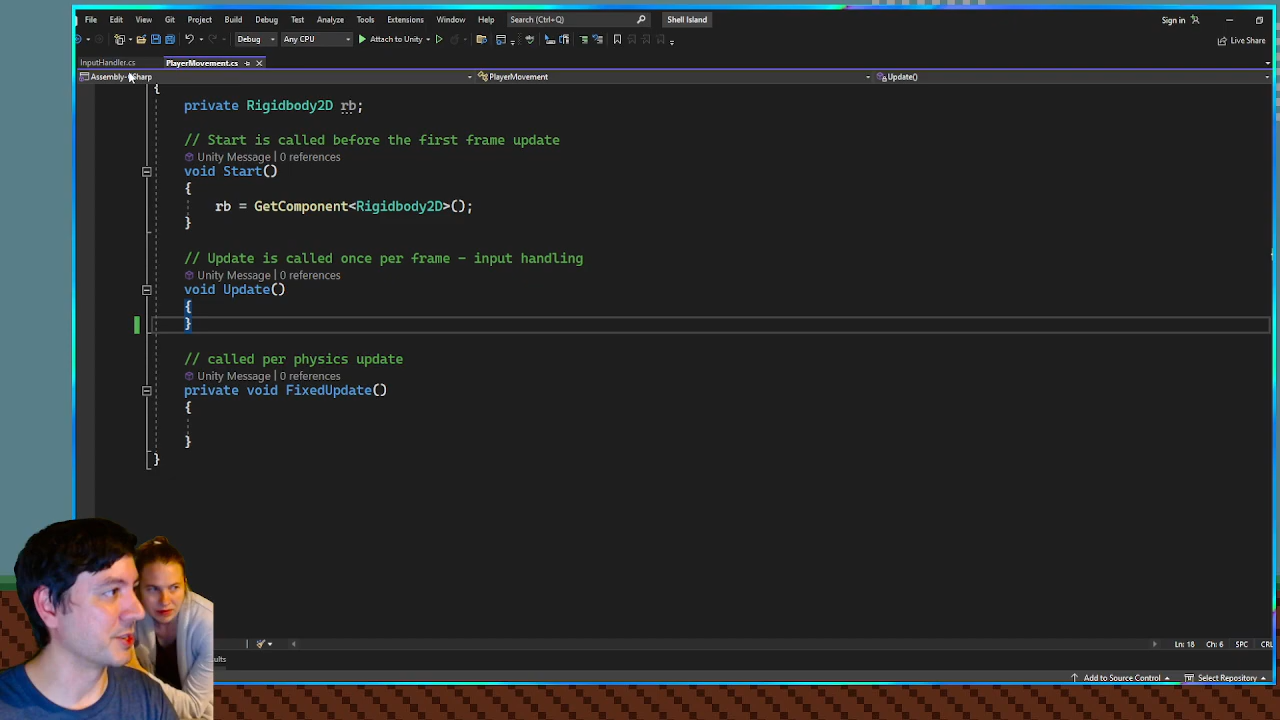 File Edit View Git Project Build Debug Test Analyze Tools Extensions Window Help Search (Ctrl+Q) Shell Island Sign in
Debug Any CPU Attach to Unity Live Share
InputHandler.cs PlayerMovement.cs
PlayerMovement Update()
{
private Rigidbody2D rb;
// Start is called before the first frame update
Unity Message | 0 references
void Start()
{
rb = GetComponent<Rigidbody2D>();
}
// Update is called once per frame - input handling
Unity Message | 0 references
void Update()
{
}
// called per physics update
Unity Message | 0 references
private void FixedUpdate()
{
}
}
Ln: 18 Ch: 6 SPC
Add to Source Control Select Repository